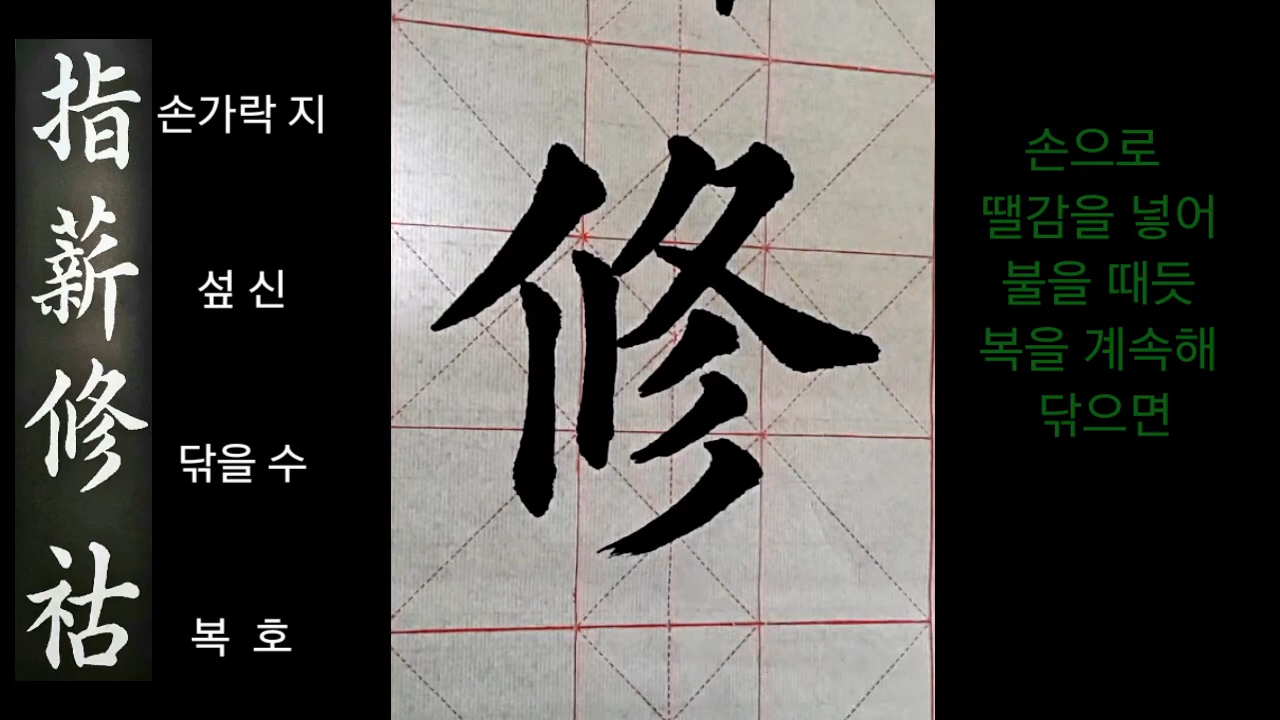 指
薪
修
祜
손가락 지
섶 신
닦을 수
복 호
修
손으로
땔감을 넣어
불을 때듯
복을 계속해
닦으면